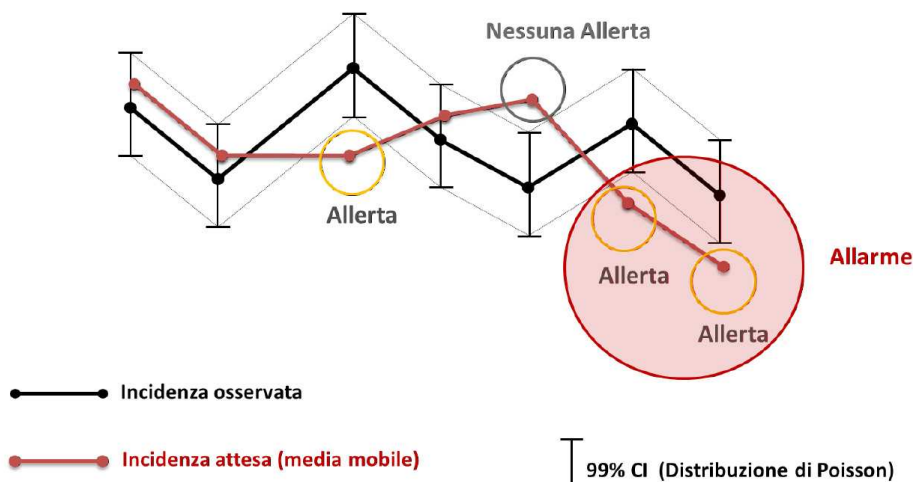 Nessuna Allerta
Allerta
Allerta
Allarme
Allerta
Incidenza osservata
Incidenza attesa (media mobile)
99% CI (Distribuzione di Poisson)